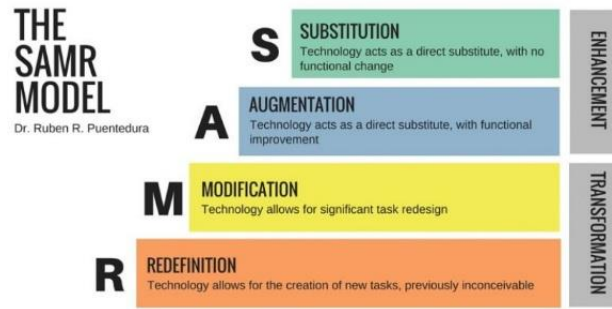 THE
SAMR
MODEL
Dr. Ruben R. Puentedura
S
SUBSTITUTION
Technology acts as a direct substitute, with no
functional change
A
AUGMENTATION
Technology acts as a direct substitute, with functional
improvement
ENHANCEMENT
M
MODIFICATION
Technology allows for significant task redesign
R
REDEFINITION
Technology allows for the creation of new tasks, previously inconceivable
TRANSFORMATION